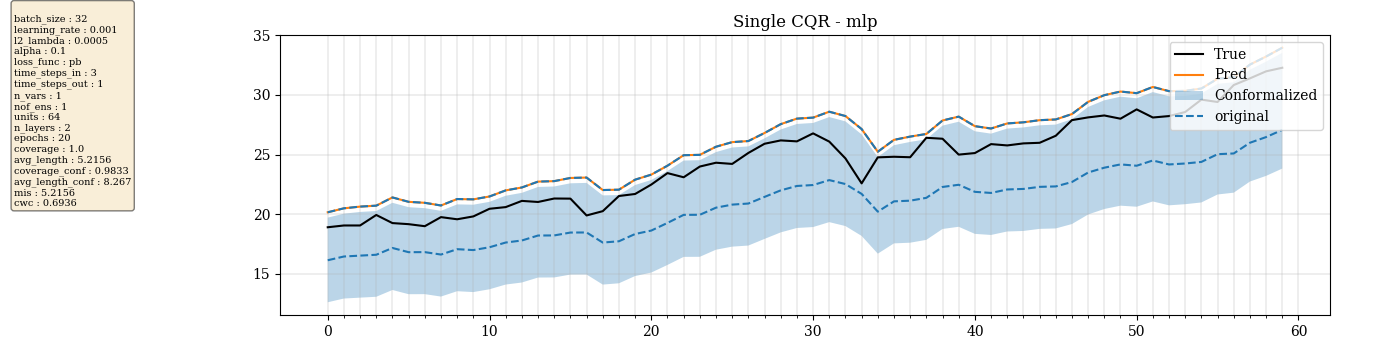 batch_size : 32
learning_rate : 0.001
l2_lambda : 0.0005
alpha : 0.1
loss_func : pb
time_steps_in : 3
time_steps_out : 1
n_vars : 1
nof_ens : 1
units : 64
n_layers : 2
epochs : 20
coverage : 1.0
avg_length : 5.2156
coverage_conf : 0.9833
avg_length_conf : 8.267
mis : 5.2156
cwc : 0.6936
Single CQR - mlp
35
30
25
20
15
0 10 20 30 40 50 60
True
Pred
Conformalized
original